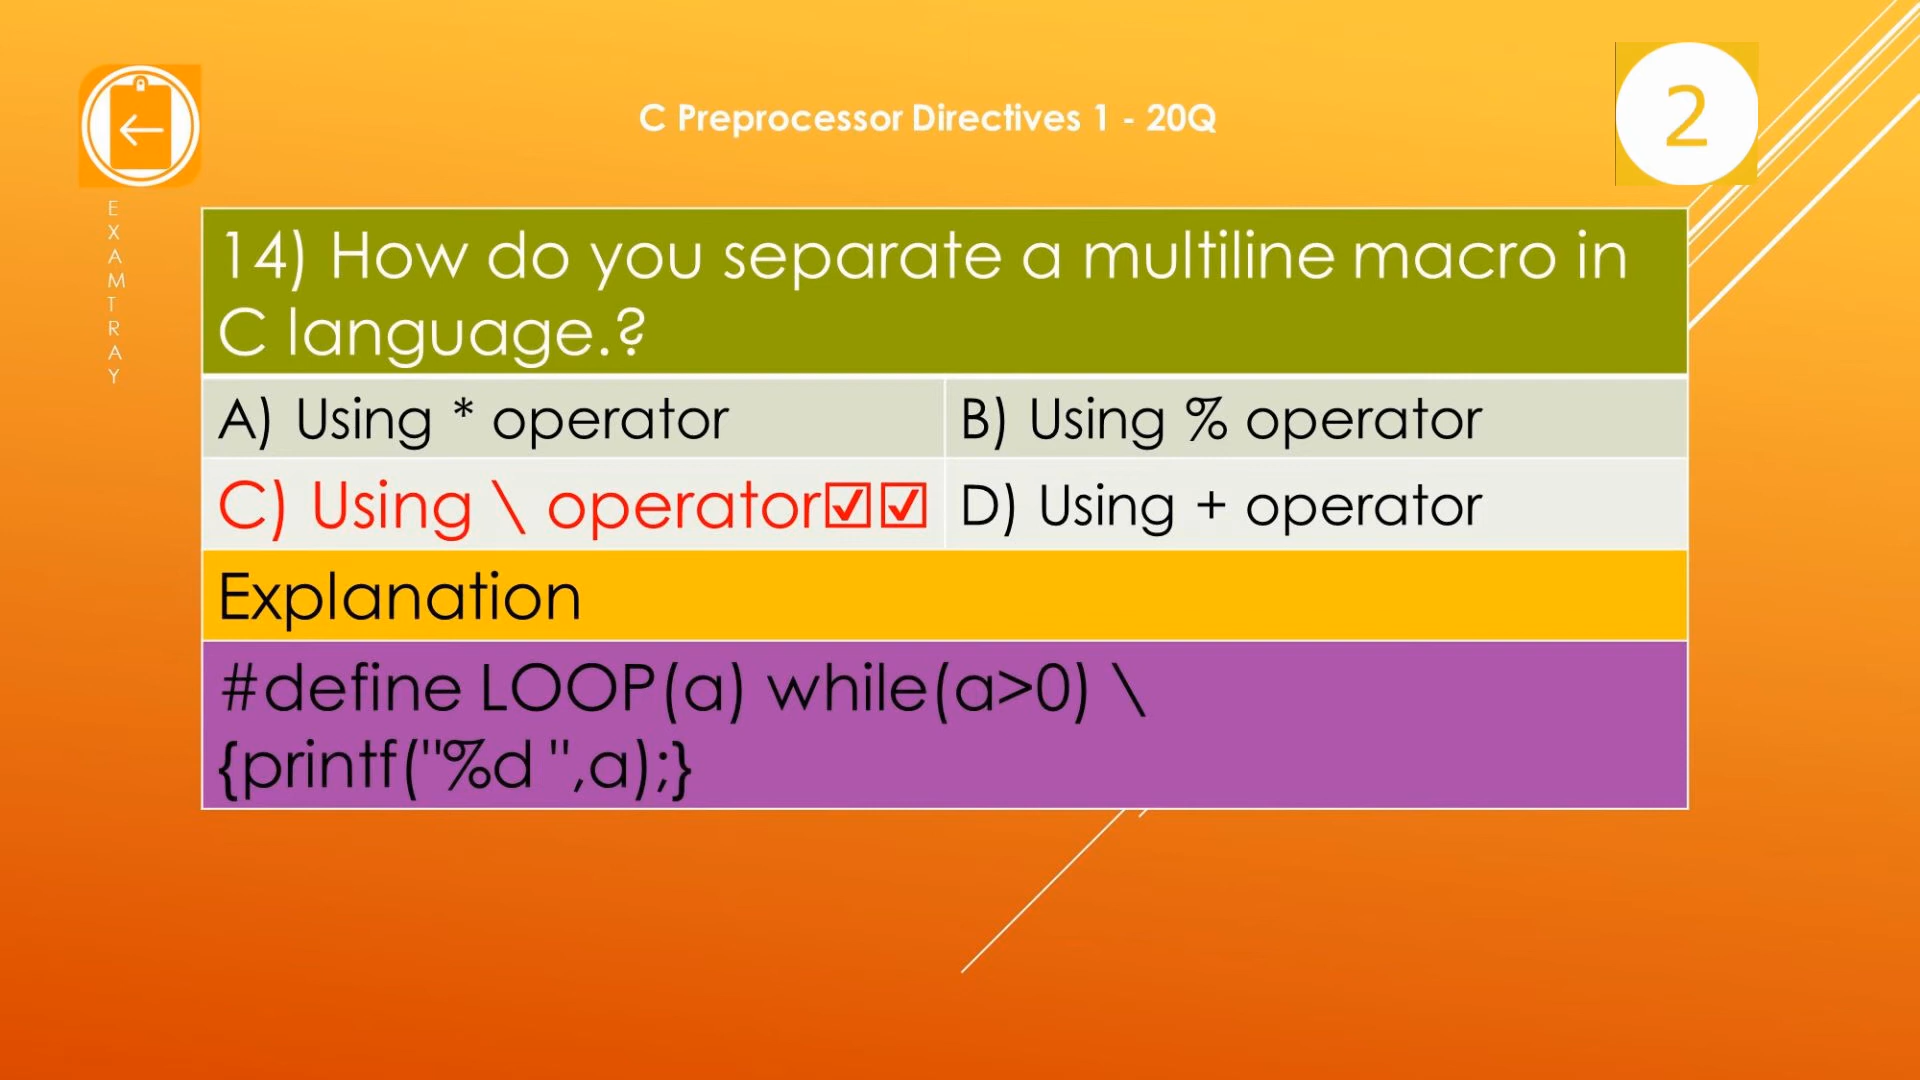 C Preprocessor Directives 1 - 20Q
2
EXAMTRAY
14) How do you separate a multiline macro in
C language.?
A) Using * operator
B) Using % operator
C) Using \ operator☑☑
D) Using + operator
Explanation
#define LOOP(a) while(a>0) \
{printf("%d ",a);}